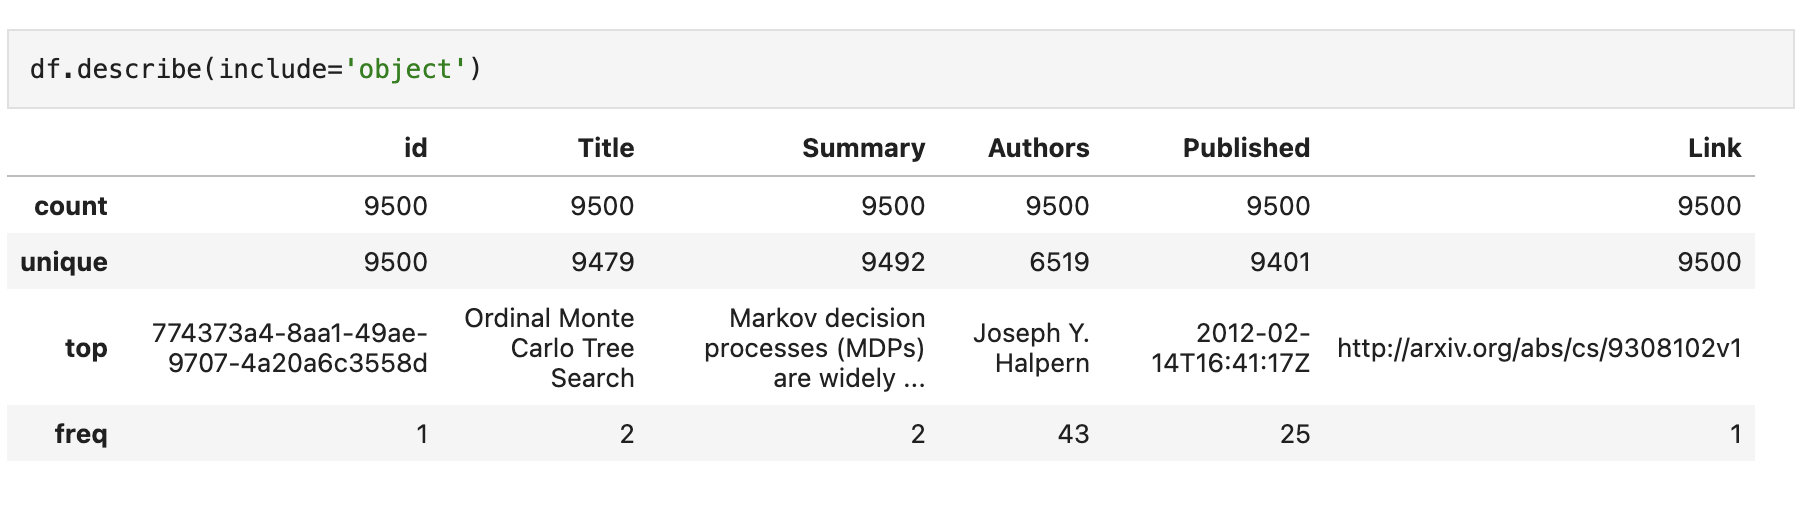 df.describe(include='object')
id Title Summary Authors Published Link
count 9500 9500 9500 9500 9500 9500
unique 9500 9479 9492 6519 9401 9500
top 774373a4-8aa1-49ae-9707-4a20a6c3558d Ordinal Monte Carlo Tree Search Markov decision processes (MDPs) are widely ... Joseph Y. Halpern 2012-02-14T16:41:17Z http://arxiv.org/abs/cs/9308102v1
freq 1 2 2 43 25 1